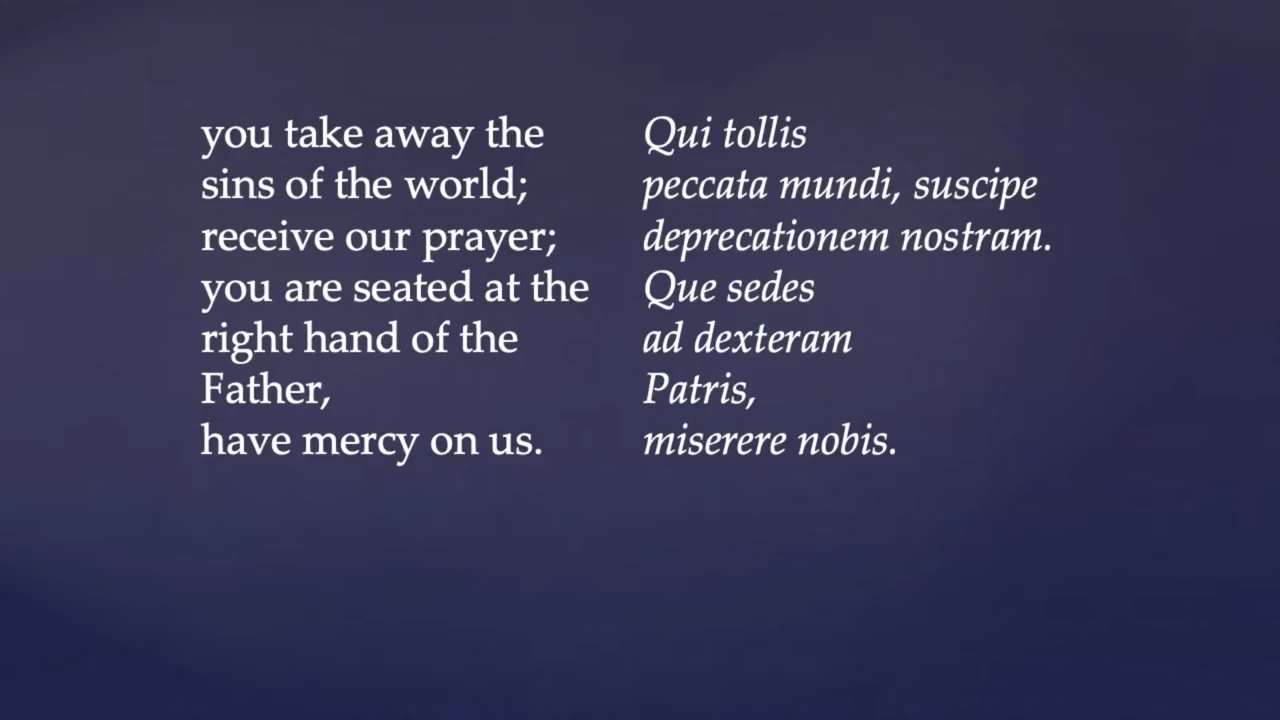 you take away the
sins of the world;
receive our prayer;
you are seated at the
right hand of the
Father,
have mercy on us.
Qui tollis
peccata mundi, suscipe
deprecationem nostram.
Que sedes
ad dexteram
Patris,
miserere nobis.